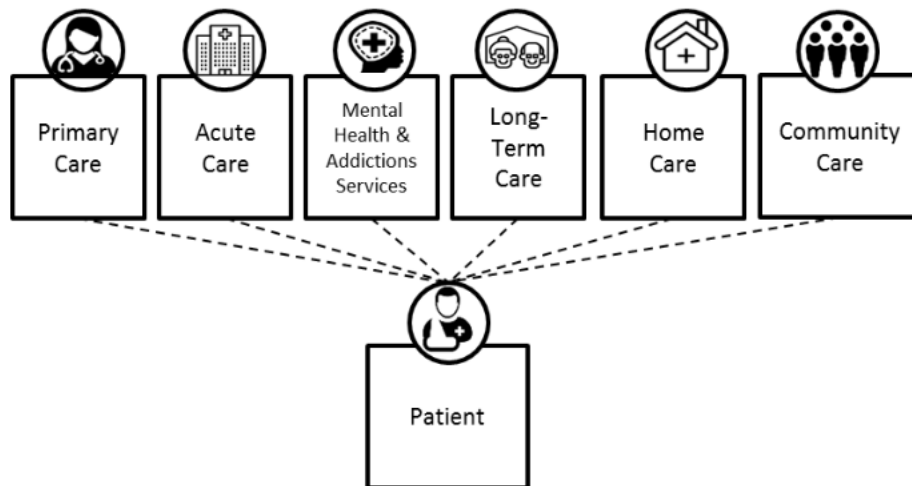 Primary
Care
Acute
Care
Mental
Health &
Addictions
Services
Long-
Term
Care
Home
Care
Community
Care
Patient